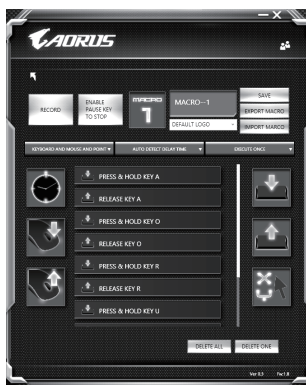 AORUS
RECORD
ENABLE
PAUSE KEY
TO STOP
MACRO
1
MACRO--1
DEFAULT LOGO
SAVE
EXPORT MACRO
IMPORT MARCO
KEYBOARD AND MOUSE AND POINT
AUTO DETECT DELAY TIME
EXECUTE ONCE
PRESS & HOLD KEY A
RELEASE KEY A
PRESS & HOLD KEY O
RELEASE KEY O
PRESS & HOLD KEY R
RELEASE KEY R
PRESS & HOLD KEY U
DELETE ALL
DELETE ONE